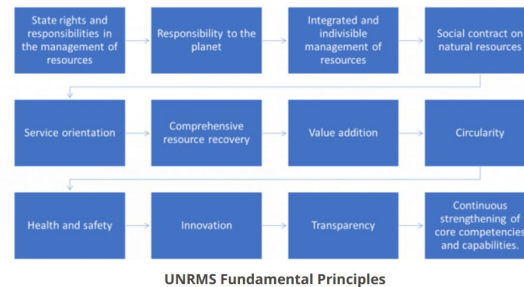 State rights and
responsibilities in
the management of
resources
Responsibility to the
planet
Integrated and
indivisible
management of
resources
Social contract on
natural resources
Service orientation
Comprehensive
resource recovery
Value addition
Circularity
Health and safety
Innovation
Transparency
Continuous
strengthening of
core competencies
and capabilities.
UNRMS Fundamental Principles